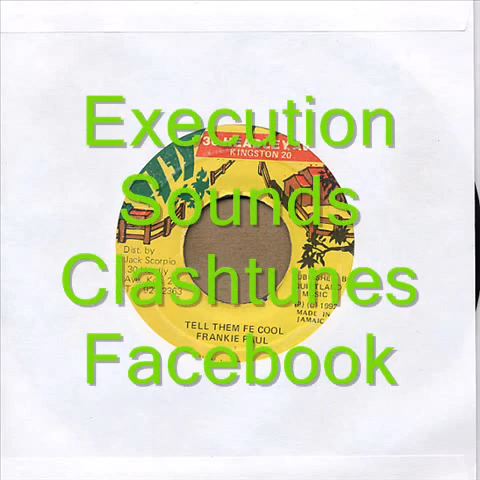 Execution
Sounds
Clashtunes
Facebook
KINGSTON 20
Dist. by
Jack Scorpio
TELL THEM FE COOL
FRANKIE PAUL
MUSIC
MADE IN
JAMAICA